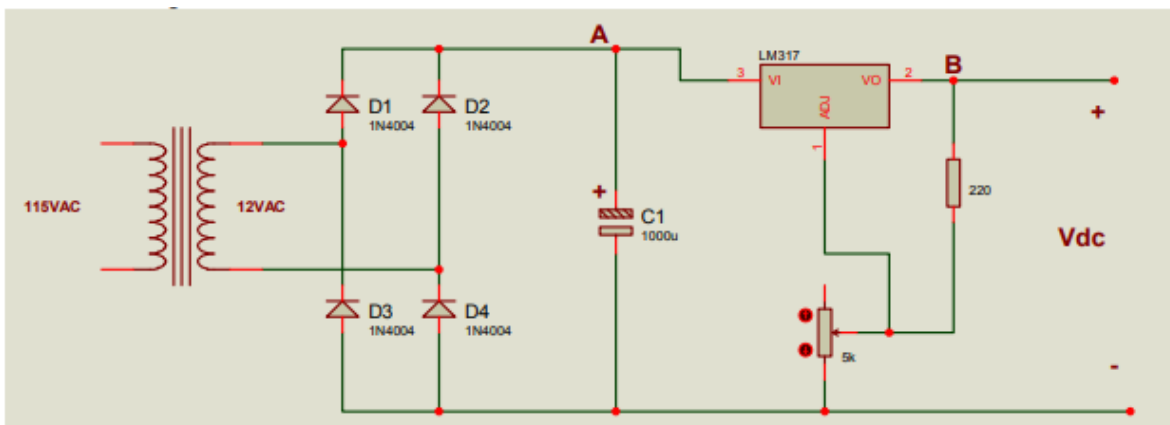 A
LM317
3
VI
VO
2
B
ADJ
1
D1
1N4004
D2
1N4004
+
115VAC
12VAC
+
C1
1000u
220
Vdc
D3
1N4004
D4
1N4004
5k
-